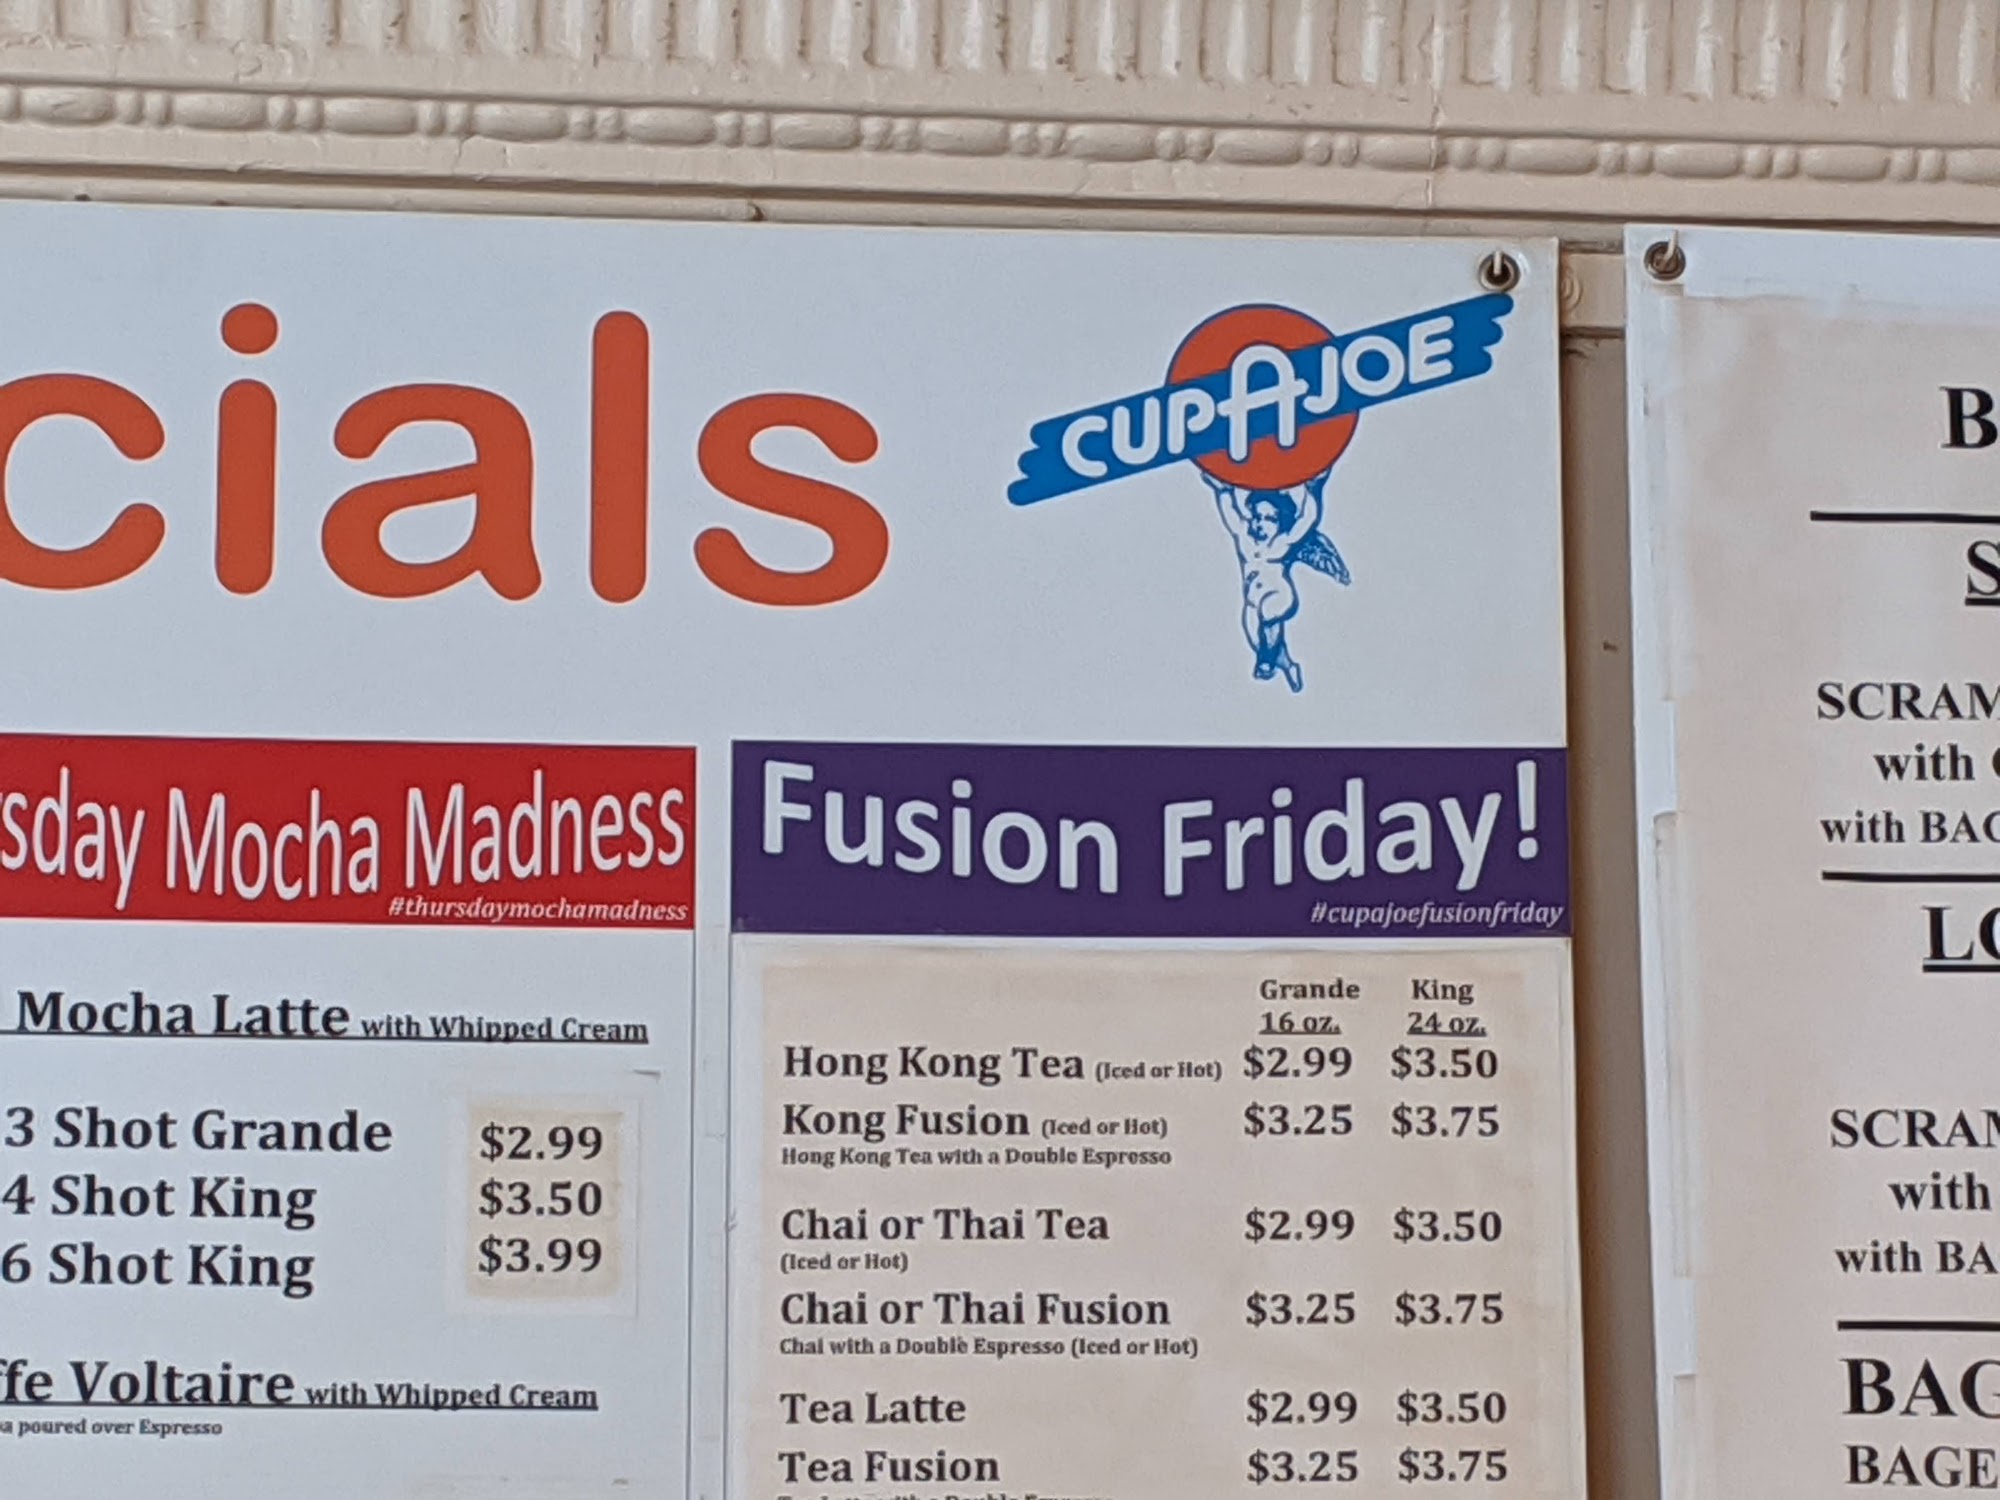 cials
CUP A JOE
sday Mocha Madness
#thursdaymochamadness
Mocha Latte with Whipped Cream
3 Shot Grande $2.99
4 Shot King $3.50
6 Shot King $3.99
ffe Voltaire with Whipped Cream
a poured over Espresso
Fusion Friday!
#cupajoefusionfriday
Grande King
16 oz. 24 oz.
Hong Kong Tea (Iced or Hot) $2.99 $3.50
Kong Fusion (Iced or Hot) $3.25 $3.75
Hong Kong Tea with a Double Espresso
Chai or Thai Tea $2.99 $3.50
(Iced or Hot)
Chai or Thai Fusion $3.25 $3.75
Chai with a Double Espresso (Iced or Hot)
Tea Latte $2.99 $3.50
Tea Fusion $3.25 $3.75
B
S
SCRAM
with
with BAG
LO
SCRAM
with
with BA
BAG
BAGE